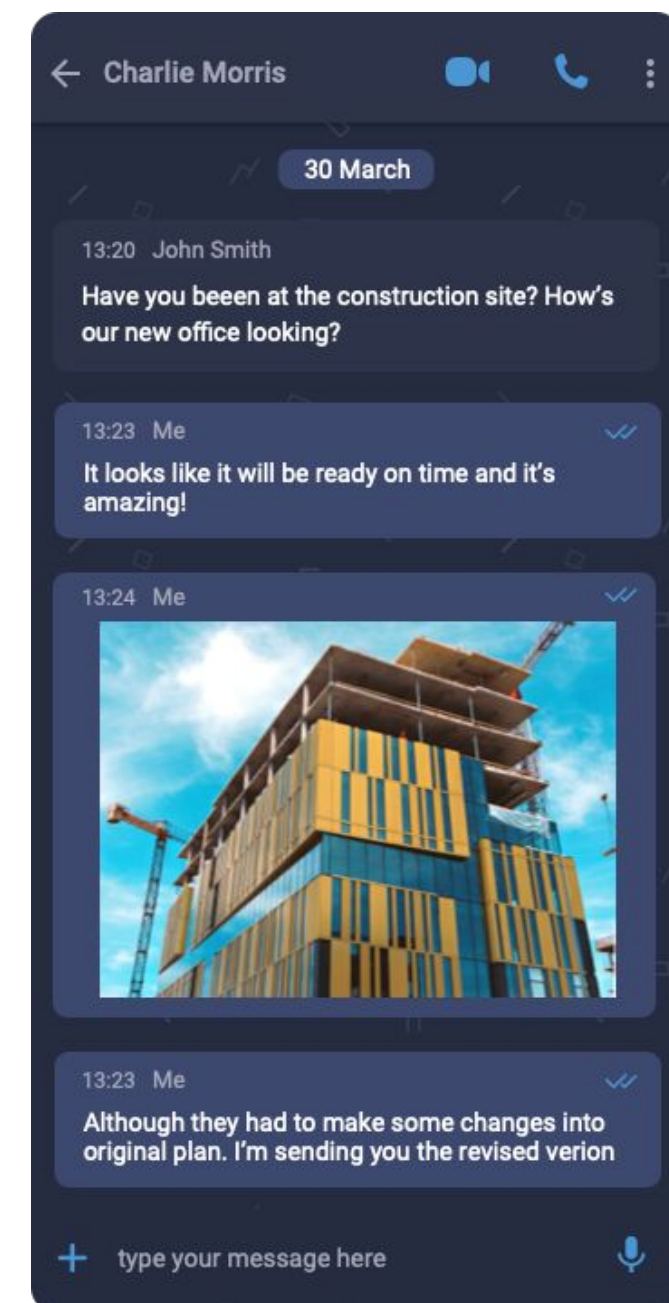 Charlie Morris
30 March
13:20 John Smith
Have you beeen at the construction site? How's
our new office looking?
13:23 Me
It looks like it will be ready on time and it's
amazing!
13:24 Me
13:23 Me
Although they had to make some changes into
original plan. I'm sending you the revised verion
type your message here